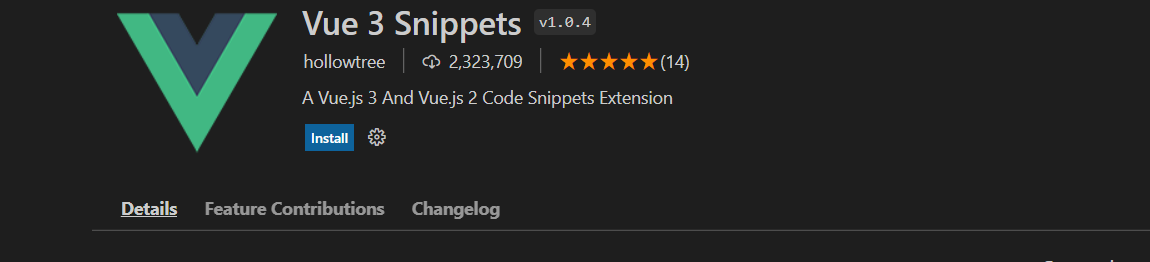 Vue 3 Snippets v1.0.4
hollowtree 2,323,709 (14)
A Vue.js 3 And Vue.js 2 Code Snippets Extension
Install
Details Feature Contributions Changelog